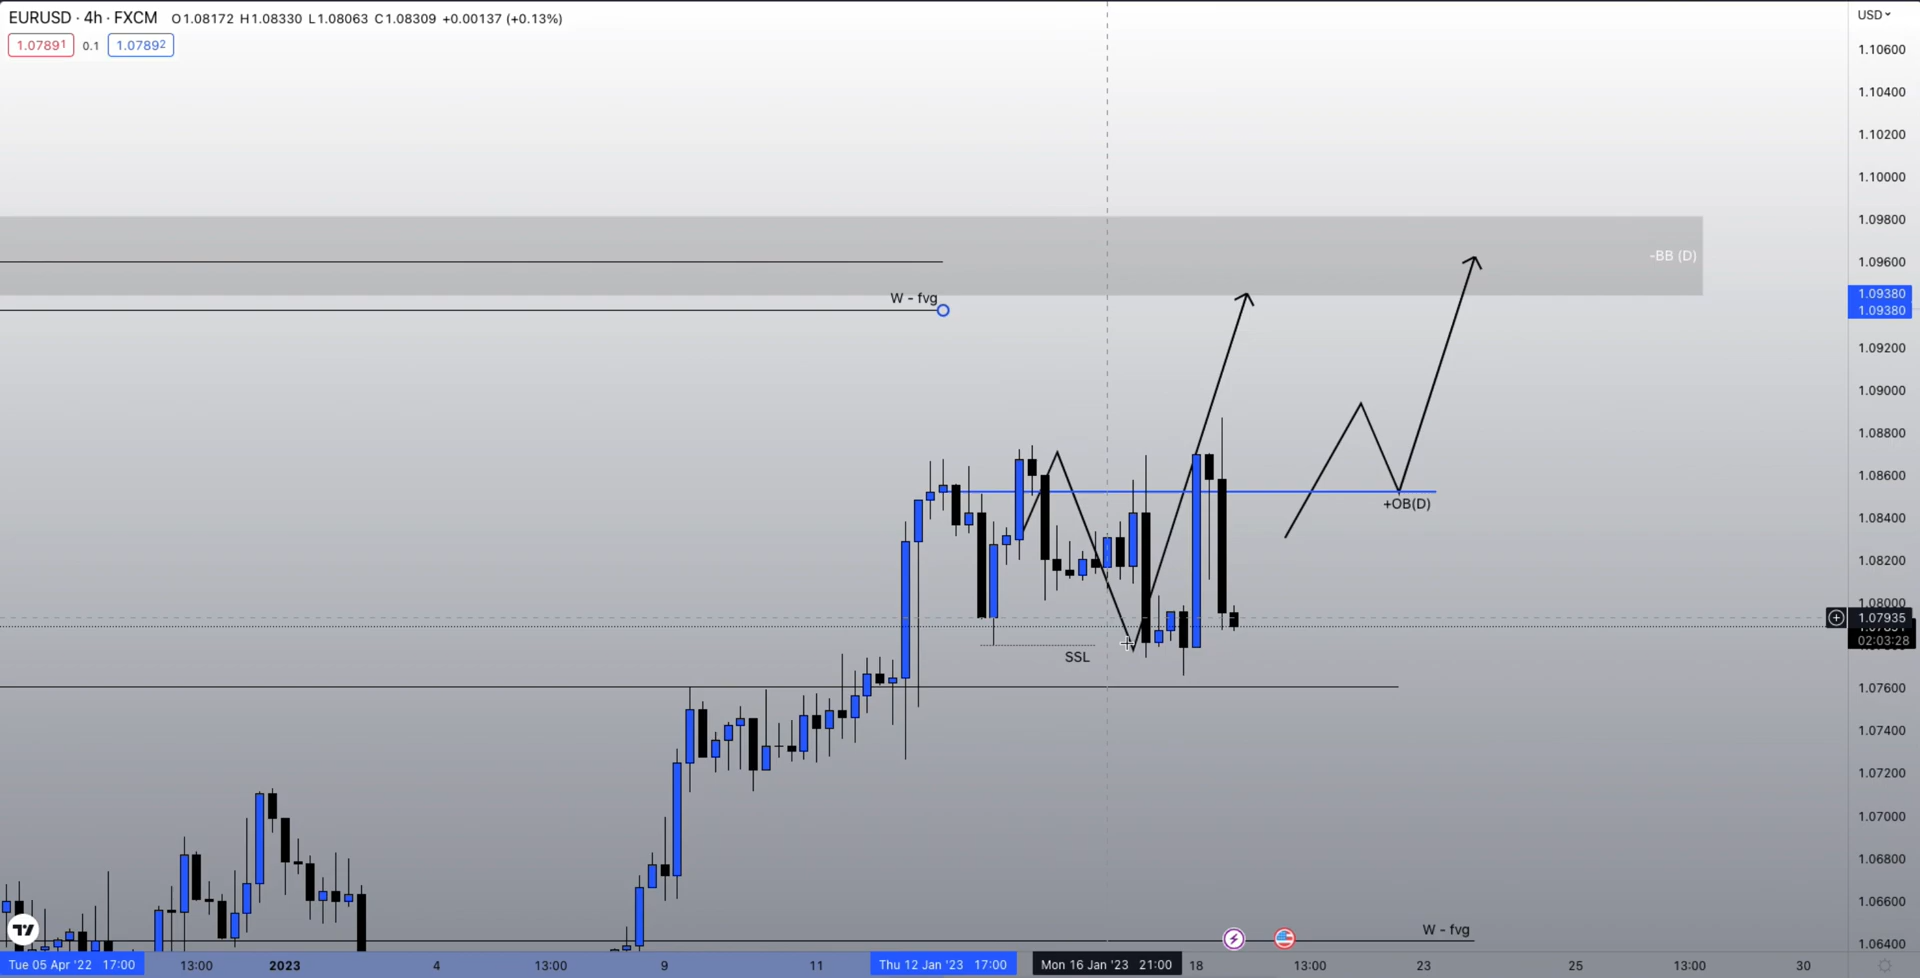 EURUSD · 4h · FXCM O1.08172 H1.08330 L1.08063 C1.08309 +0.00137 (+0.13%)
USD
1.07891 0.1 1.07892
1.10600
1.10400
1.10200
1.10000
1.09800
-BB (D)
1.09600
W - fvg
1.09380
1.09380
1.09200
1.09000
1.08800
1.08600
+OB(D)
1.08400
1.08200
1.08000
1.07935
02:03:28
SSL
1.07600
1.07400
1.07200
1.07000
1.06800
1.06600
W - fvg
1.06400
Tue 05 Apr '22 17:00 13:00 2023 4 13:00 9 11 Thu 12 Jan '23 17:00 Mon 16 Jan '23 21:00 18 13:00 23 25 13:00 30